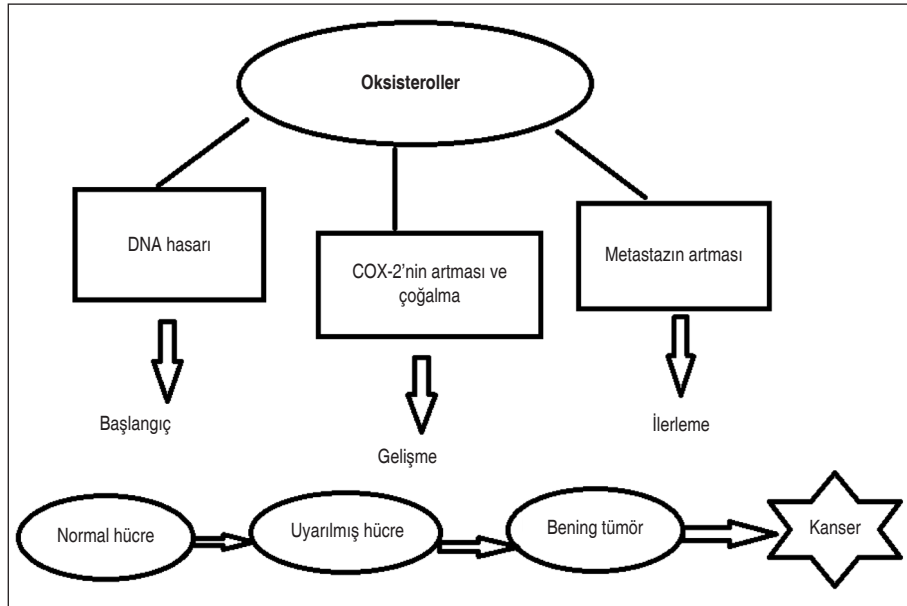 Oksisteroller
DNA hasarı
COX-2'nin artması ve
çoğalma
Metastazın artması
Başlangıç
Gelişme
İlerleme
Normal hücre
Uyarılmış hücre
Bening tümör
Kanser